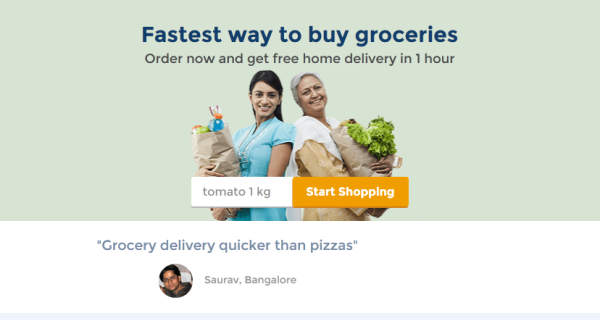 Fastest way to buy groceries
Order now and get free home delivery in 1 hour
tomato 1 kg
Start Shopping
"Grocery delivery quicker than pizzas"
Saurav, Bangalore